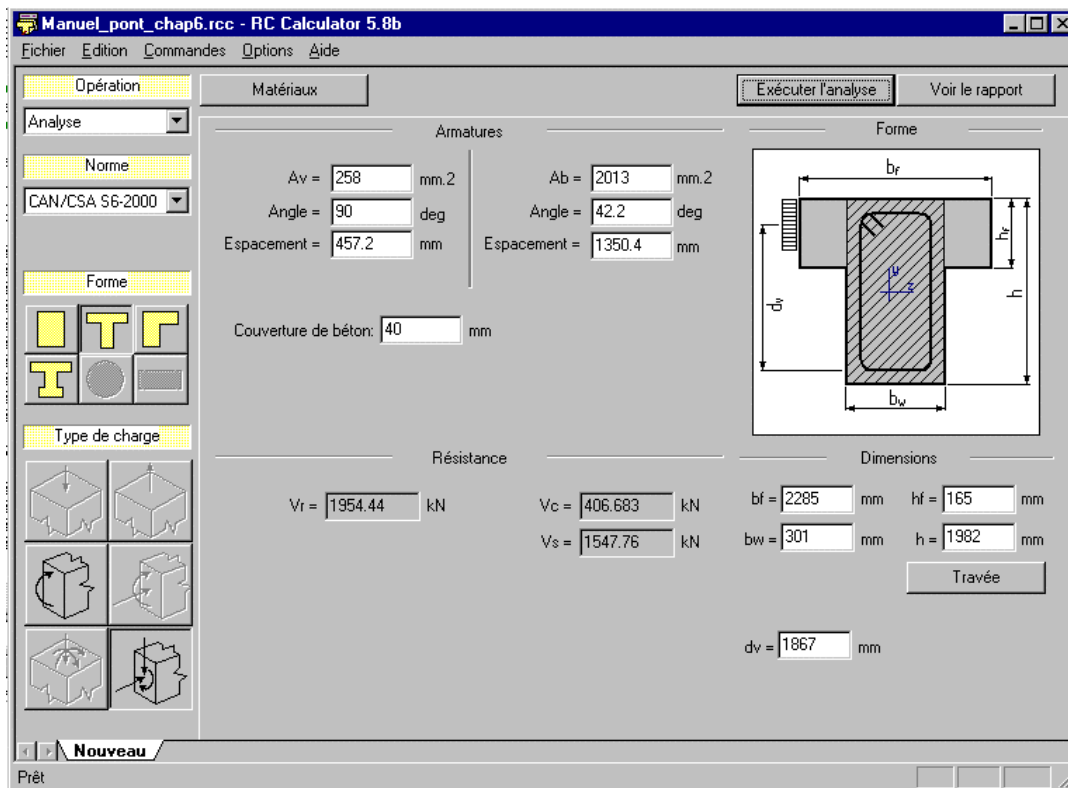 Manuel_pont_chap6.rcc - RC Calculator 5.8b
Fichier Edition Commandes Options Aide
Opération
Analyse
Norme
CAN/CSA S6-2000
Forme
Type de charge
Matériaux
Exécuter l'analyse
Voir le rapport
Armatures
Av = 258 mm.2
Angle = 90 deg
Espacement = 457.2 mm
Ab = 2013 mm.2
Angle = 42.2 deg
Espacement = 1350.4 mm
Couverture de béton: 40 mm
Forme
bf
hf
dv
h
y
z
bw
Résistance
Vr = 1954.44 kN
Vc = 406.683 kN
Vs = 1547.76 kN
Dimensions
bf = 2285 mm hf = 165 mm
bw = 301 mm h = 1982 mm
Travée
dv = 1867 mm
Nouveau
Prêt